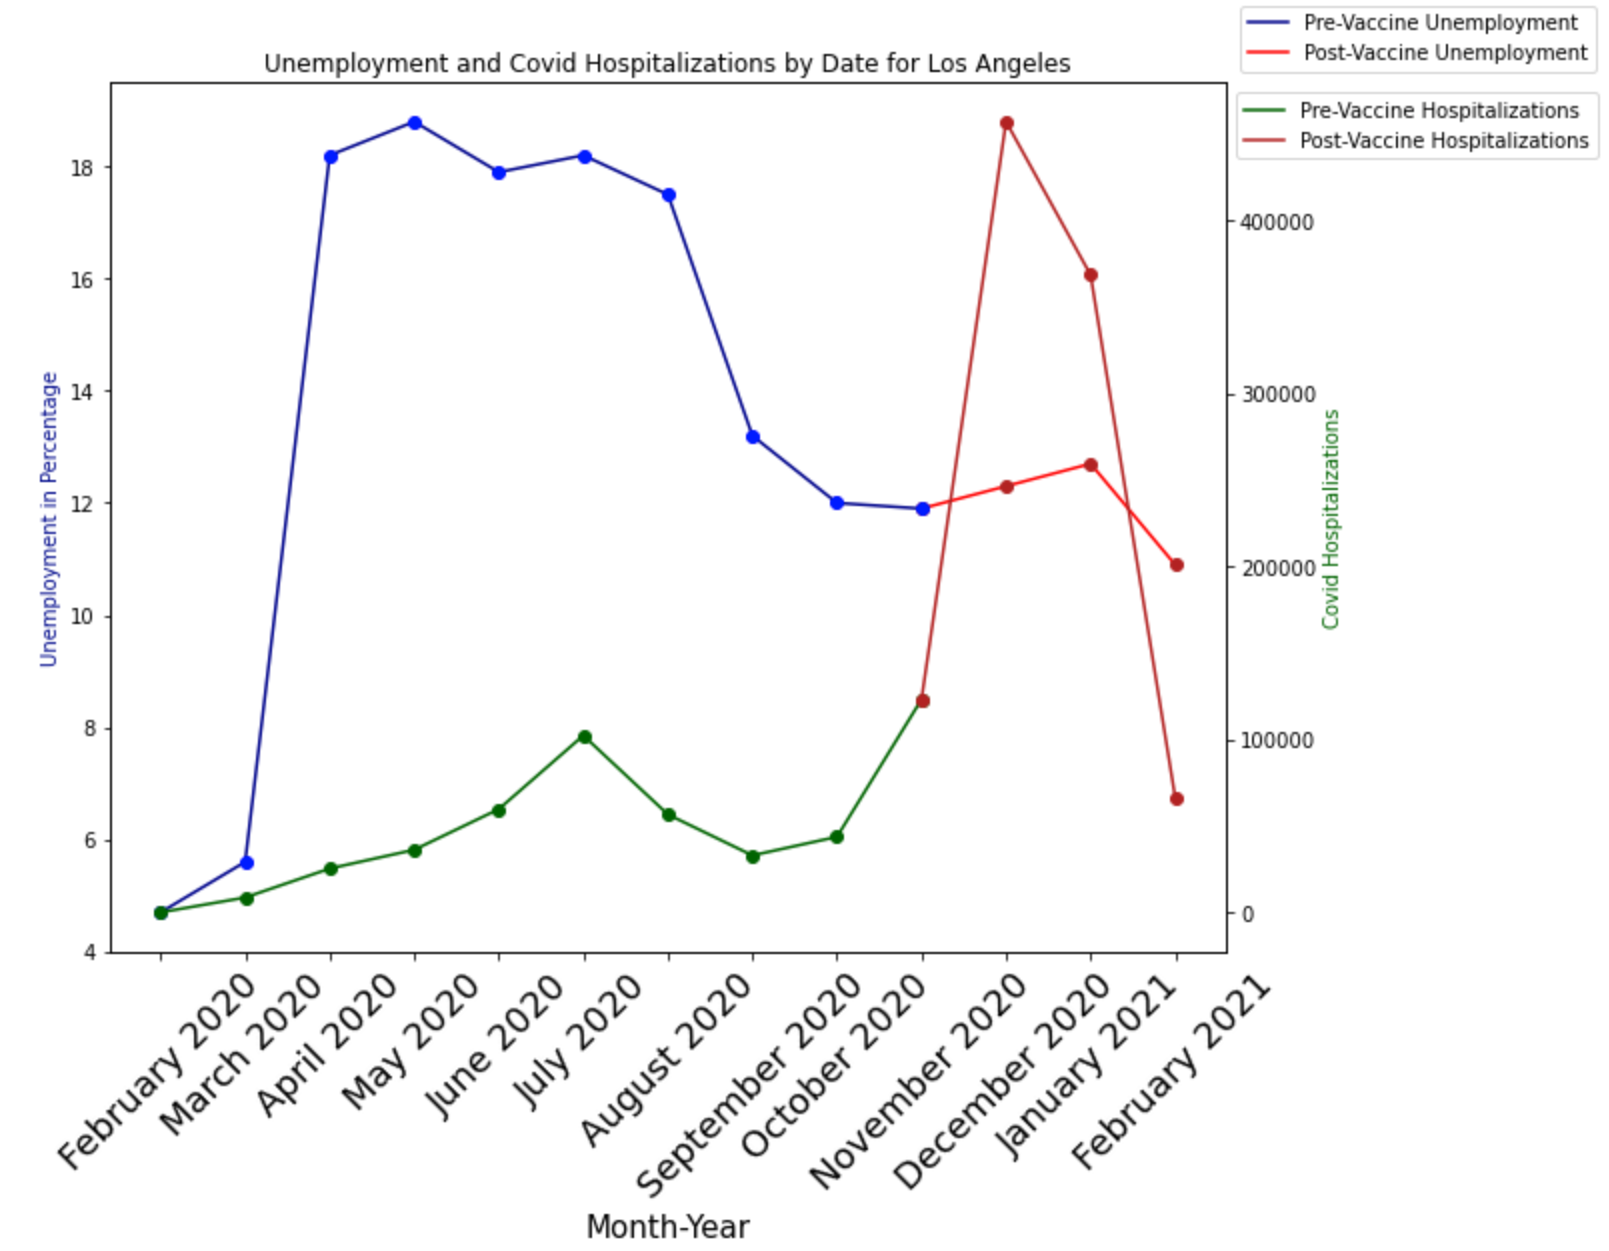 Pre-Vaccine Unemployment
Post-Vaccine Unemployment
Unemployment and Covid Hospitalizations by Date for Los Angeles
Pre-Vaccine Hospitalizations
Post-Vaccine Hospitalizations
18
16
14
12
10
8
6
4
Unemployment in Percentage
400000
300000
200000
100000
0
Covid Hospitalizations
February 2020
March 2020
April 2020
May 2020
June 2020
July 2020
August 2020
September 2020
October 2020
November 2020
December 2020
January 2021
February 2021
Month-Year